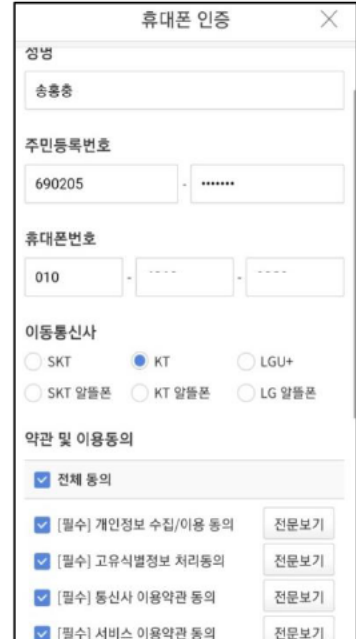 휴대폰 인증
성명
송홍충
주민등록번호
690205 - •••••••
휴대폰번호
010 - ---- - ----
이동통신사
SKT KT LGU+
SKT 알뜰폰 KT 알뜰폰 LG 알뜰폰
약관 및 이용동의
전체 동의
[필수] 개인정보 수집/이용 동의 전문보기
[필수] 고유식별정보 처리동의 전문보기
[필수] 통신사 이용약관 동의 전문보기
[필수] 서비스 이용약관 동의 전문보기